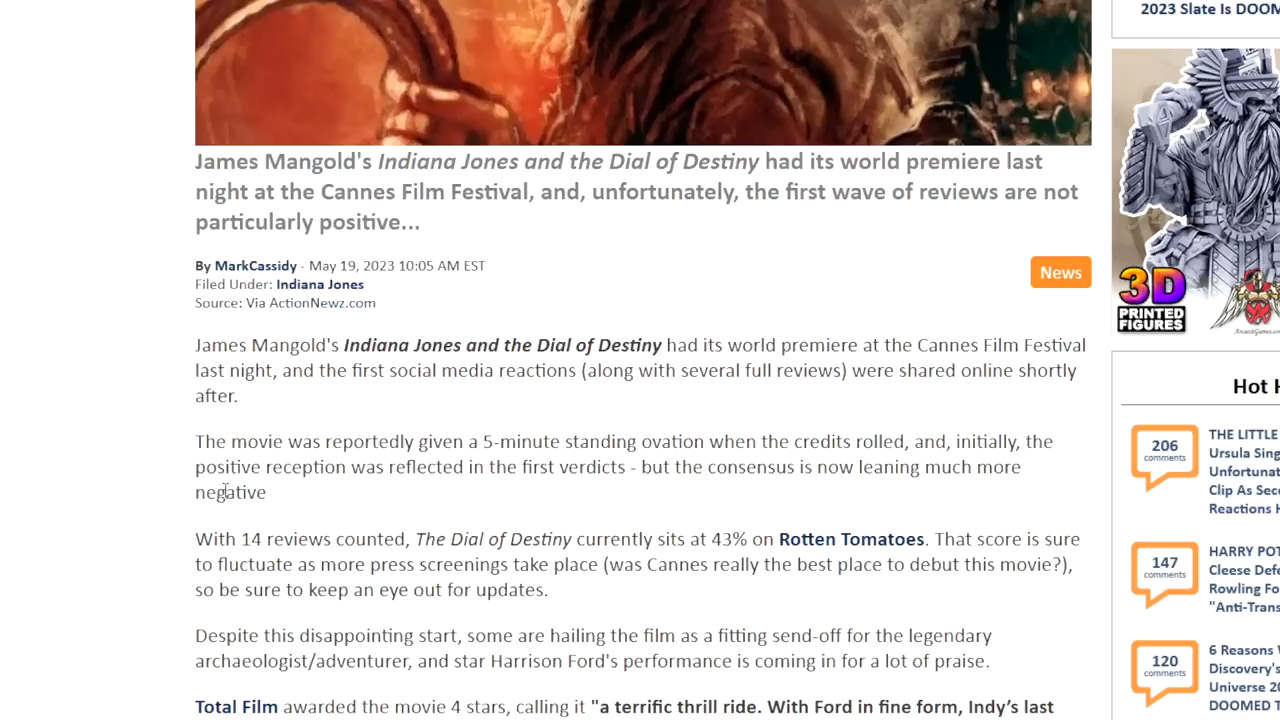 2023 Slate Is DOOM
James Mangold's Indiana Jones and the Dial of Destiny had its world premiere last
night at the Cannes Film Festival, and, unfortunately, the first wave of reviews are not
particularly positive...
By MarkCassidy - May 19, 2023 10:05 AM EST
Filed Under: Indiana Jones
Source: Via ActionNewz.com
News
James Mangold's Indiana Jones and the Dial of Destiny had its world premiere at the Cannes Film Festival
last night, and the first social media reactions (along with several full reviews) were shared online shortly
after.
The movie was reportedly given a 5-minute standing ovation when the credits rolled, and, initially, the
positive reception was reflected in the first verdicts - but the consensus is now leaning much more
negative
With 14 reviews counted, The Dial of Destiny currently sits at 43% on Rotten Tomatoes. That score is sure
to fluctuate as more press screenings take place (was Cannes really the best place to debut this movie?),
so be sure to keep an eye out for updates.
Despite this disappointing start, some are hailing the film as a fitting send-off for the legendary
archaeologist/adventurer, and star Harrison Ford's performance is coming in for a lot of praise.
Total Film awarded the movie 4 stars, calling it "a terrific thrill ride. With Ford in fine form, Indy’s last
3D
PRINTED
FIGURES
Hot H
206
comments
THE LITTLE
Ursula Sing
Unfortunat
Clip As Seco
Reactions H
147
comments
HARRY POT
Cleese Defe
Rowling Fo
"Anti-Trans
120
comments
6 Reasons W
Discovery's
Universe 20
DOOMED T